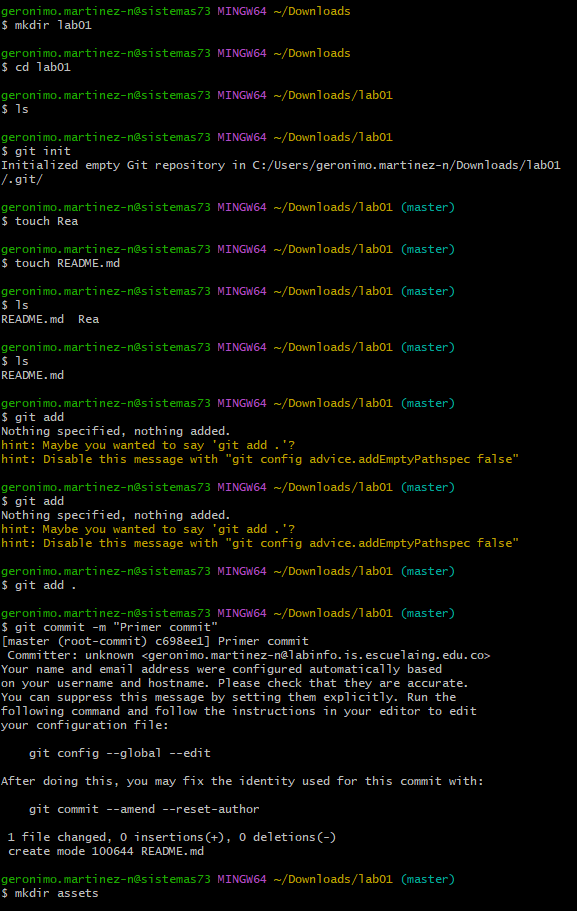 geronimo.martinez-n@sistemas73 MINGW64 ~/Downloads
$ mkdir lab01
geronimo.martinez-n@sistemas73 MINGW64 ~/Downloads
$ cd lab01
geronimo.martinez-n@sistemas73 MINGW64 ~/Downloads/lab01
$ ls
geronimo.martinez-n@sistemas73 MINGW64 ~/Downloads/lab01
$ git init
Initialized empty Git repository in C:/Users/geronimo.martinez-n/Downloads/lab01
/.git/
geronimo.martinez-n@sistemas73 MINGW64 ~/Downloads/lab01 (master)
$ touch Rea
geronimo.martinez-n@sistemas73 MINGW64 ~/Downloads/lab01 (master)
$ touch README.md
geronimo.martinez-n@sistemas73 MINGW64 ~/Downloads/lab01 (master)
$ ls
README.md  Rea
geronimo.martinez-n@sistemas73 MINGW64 ~/Downloads/lab01 (master)
$ ls
README.md
geronimo.martinez-n@sistemas73 MINGW64 ~/Downloads/lab01 (master)
$ git add
Nothing specified, nothing added.
hint: Maybe you wanted to say 'git add .'?
hint: Disable this message with "git config advice.addEmptyPathspec false"
geronimo.martinez-n@sistemas73 MINGW64 ~/Downloads/lab01 (master)
$ git add
Nothing specified, nothing added.
hint: Maybe you wanted to say 'git add .'?
hint: Disable this message with "git config advice.addEmptyPathspec false"
geronimo.martinez-n@sistemas73 MINGW64 ~/Downloads/lab01 (master)
$ git add .
geronimo.martinez-n@sistemas73 MINGW64 ~/Downloads/lab01 (master)
$ git commit -m "Primer commit"
[master (root-commit) c698ee1] Primer commit
 Committer: unknown <geronimo.martinez-n@labinfo.is.escuelaing.edu.co>
Your name and email address were configured automatically based
on your username and hostname. Please check that they are accurate.
You can suppress this message by setting them explicitly. Run the
following command and follow the instructions in your editor to edit
your configuration file:
    git config --global --edit
After doing this, you may fix the identity used for this commit with:
    git commit --amend --reset-author
 1 file changed, 0 insertions(+), 0 deletions(-)
 create mode 100644 README.md
geronimo.martinez-n@sistemas73 MINGW64 ~/Downloads/lab01 (master)
$ mkdir assets